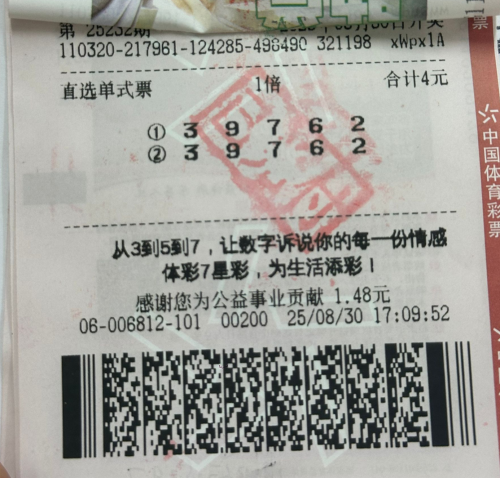 第 25232期
110320-217961-124285-498490 321198 xWpx1A
直选单式票 1倍 合计4元
① 3 9 7 6 2
② 3 9 7 6 2
从3到5到7，让数字诉说你的每一份情感
体彩7星彩，为生活添彩！
感谢您为公益事业贡献 1.48元
06-006812-101 00200 25/08/30 17:09:52
中国体育彩票